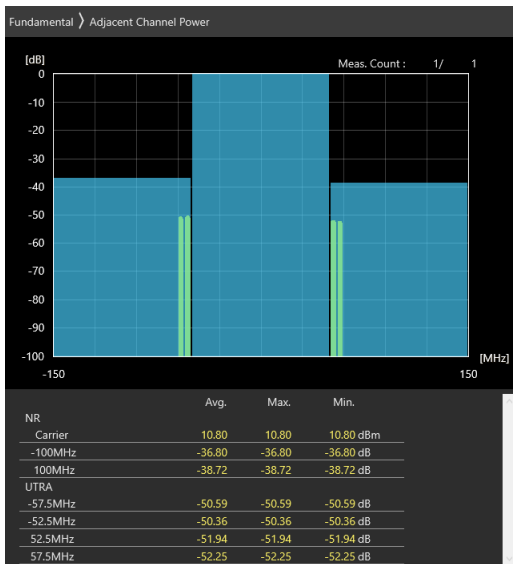 Fundamental ❭ Adjacent Channel Power
[dB]
Meas. Count : 1/ 1
0
-10
-20
-30
-40
-50
-60
-70
-80
-90
-100
[MHz]
-150 150
Avg. Max. Min.
NR
Carrier 10.80 10.80 10.80 dBm
-100MHz -36.80 -36.80 -36.80 dB
100MHz -38.72 -38.72 -38.72 dB
UTRA
-57.5MHz -50.59 -50.59 -50.59 dB
-52.5MHz -50.36 -50.36 -50.36 dB
52.5MHz -51.94 -51.94 -51.94 dB
57.5MHz -52.25 -52.25 -52.25 dB